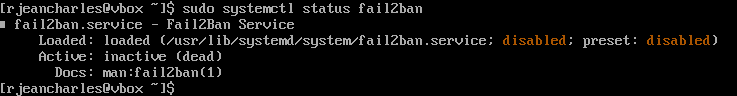 [rjeancharles@vbox ~]$ sudo systemctl status fail2ban
■ fail2ban.service - Fail2Ban Service
Loaded: loaded (/usr/lib/systemd/system/fail2ban.service; disabled; preset: disabled)
Active: inactive (dead)
Docs: man:fail2ban(1)
[rjeancharles@vbox ~]$